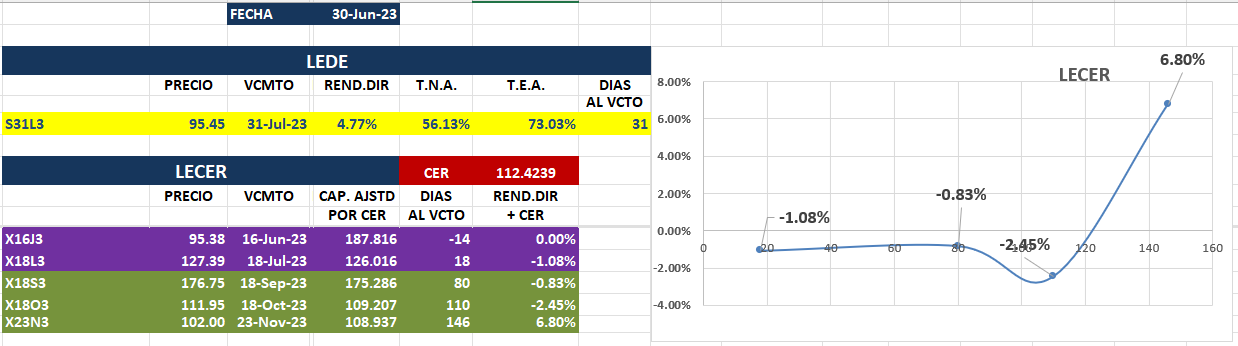 FECHA 30-Jun-23
LEDE
PRECIO VCMTO REND.DIR T.N.A. T.E.A. DIAS
AL VCTO
S31L3 95.45 31-Jul-23 4.77% 56.13% 73.03% 31
LECER CER 112.4239
PRECIO VCMTO CAP. AJSTD DIAS REND.DIR
POR CER AL VCTO + CER
X16J3 95.38 16-Jun-23 187.816 -14 0.00%
X18L3 127.39 18-Jul-23 126.016 18 -1.08%
X18S3 176.75 18-Sep-23 175.286 80 -0.83%
X18O3 111.95 18-Oct-23 109.207 110 -2.45%
X23N3 102.00 23-Nov-23 108.937 146 6.80%
LECER
6.80%
8.00%
6.00%
4.00%
2.00%
-0.83%
-1.08%
0.00%
-2.45%
0 20 40 60 80 100 120 140 160
-2.00%
-4.00%